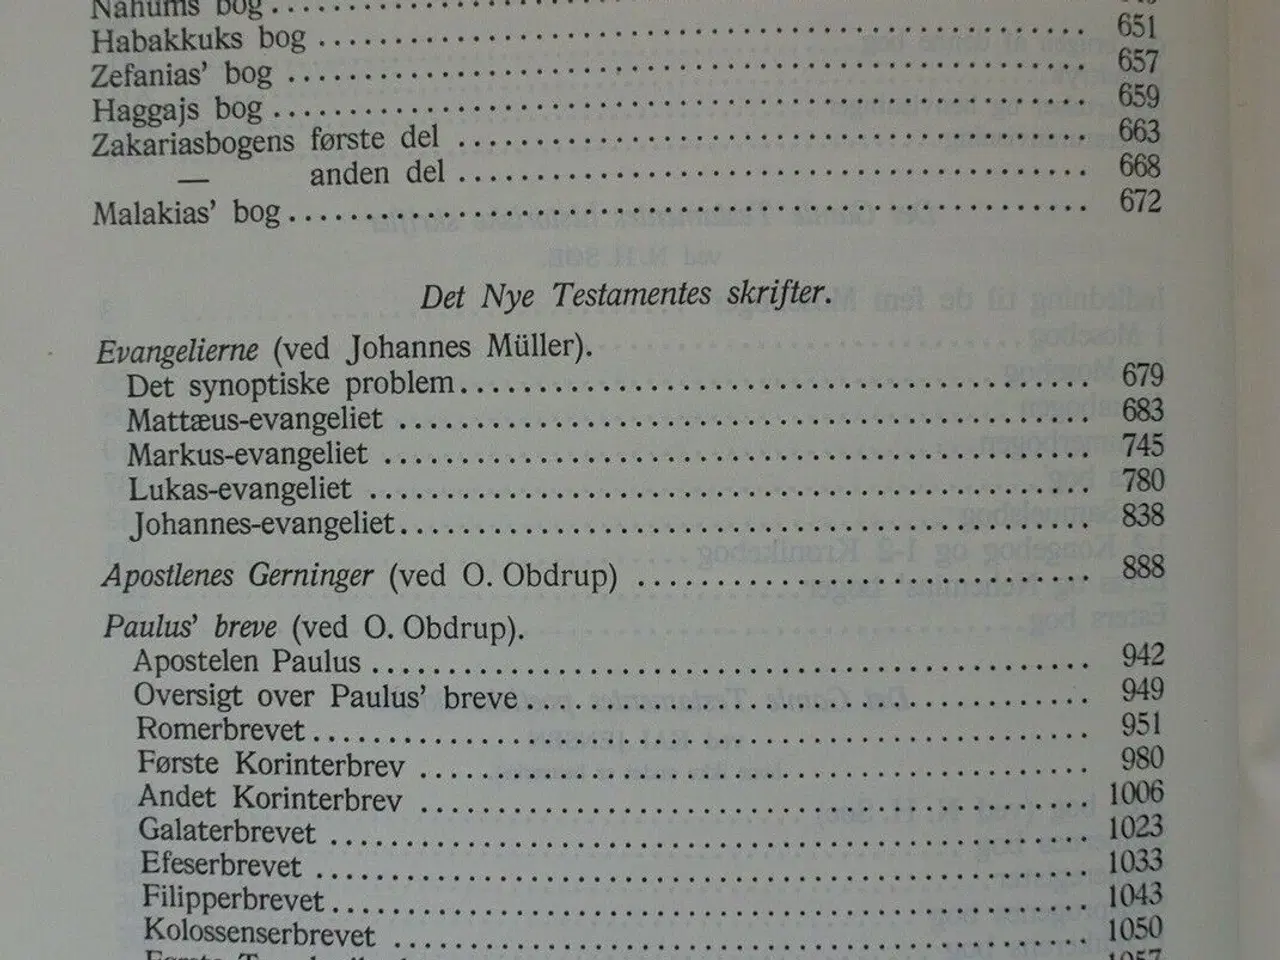 Nahums bog
Habakkuks bog 651
Zefanias' bog 657
Haggajs bog 659
Zakariasbogens første del 663
— anden del 668
Malakias' bog 672
Det Nye Testamentes skrifter.
Evangelierne (ved Johannes Müller).
Det synoptiske problem 679
Mattæus-evangeliet 683
Markus-evangeliet 745
Lukas-evangeliet 780
Johannes-evangeliet 838
Apostlenes Gerninger (ved O. Obdrup) 888
Paulus' breve (ved O. Obdrup).
Apostelen Paulus 942
Oversigt over Paulus' breve 949
Romerbrevet 951
Første Korinterbrev 980
Andet Korinterbrev 1006
Galaterbrevet 1023
Efeserbrevet 1033
Filipperbrevet 1043
Kolossenserbrevet 1050
1057